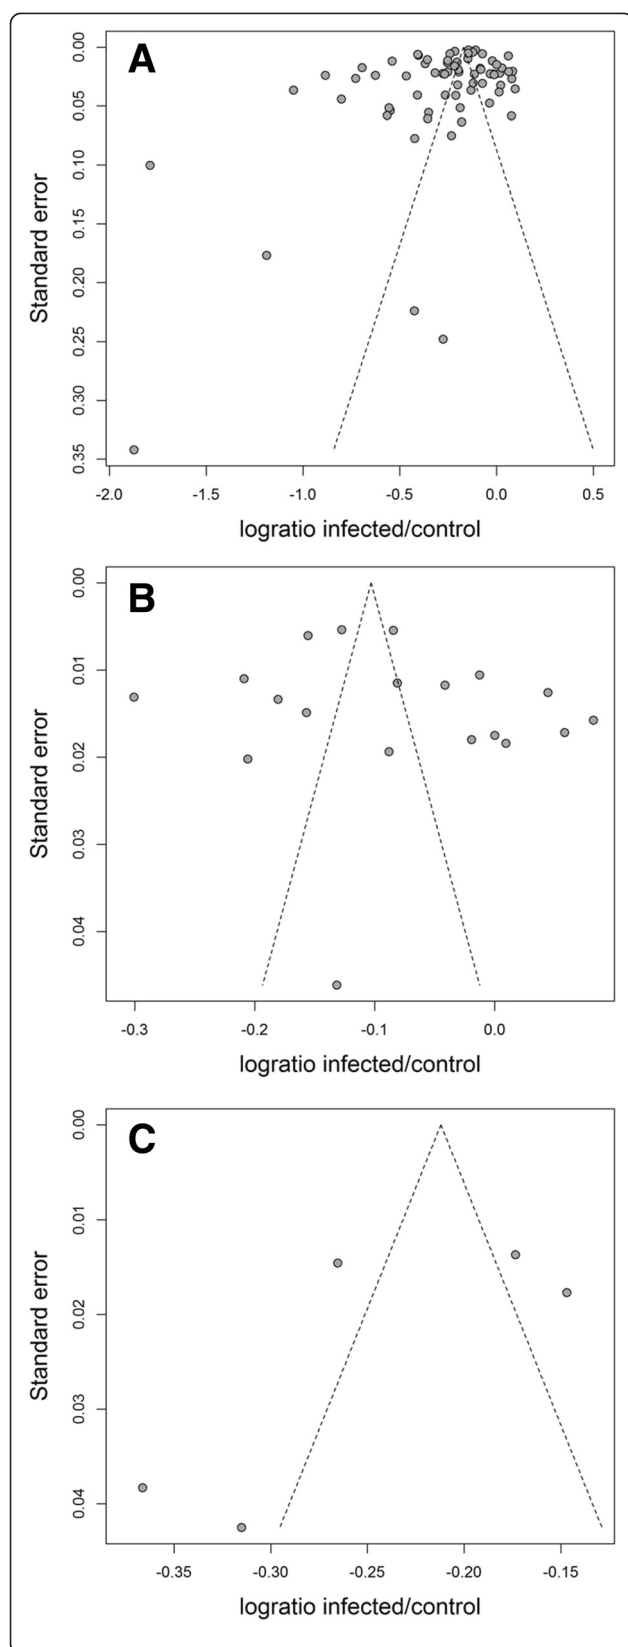 A
0.00
0.05
0.10
0.15
0.20
0.25
0.30
0.35
Standard error
-2.0 -1.5 -1.0 -0.5 0.0 0.5
logratio infected/control
B
0.00
0.01
0.02
0.03
0.04
Standard error
-0.3 -0.2 -0.1 0.0
logratio infected/control
C
0.00
0.01
0.02
0.03
0.04
Standard error
-0.35 -0.30 -0.25 -0.20 -0.15
logratio infected/control